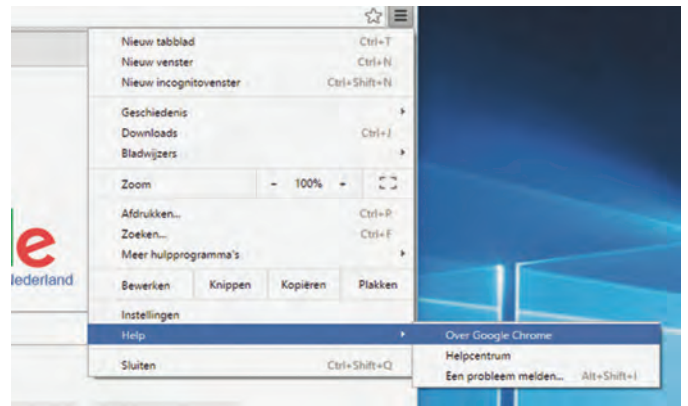 Nieuw tabblad Ctrl+T
Nieuw venster Ctrl+N
Nieuw incognitovenster Ctrl+Shift+N
Geschiedenis
Downloads Ctrl+J
Bladwijzers
Zoom - 100% +
Afdrukken... Ctrl+P
Zoeken... Ctrl+F
Meer hulpprogramma's
le
Nederland
Bewerken Knippen Kopiëren Plakken
Instellingen
Help Over Google Chrome
Helpcentrum
Sluiten Ctrl+Shift+Q
Een probleem melden... Alt+Shift+I